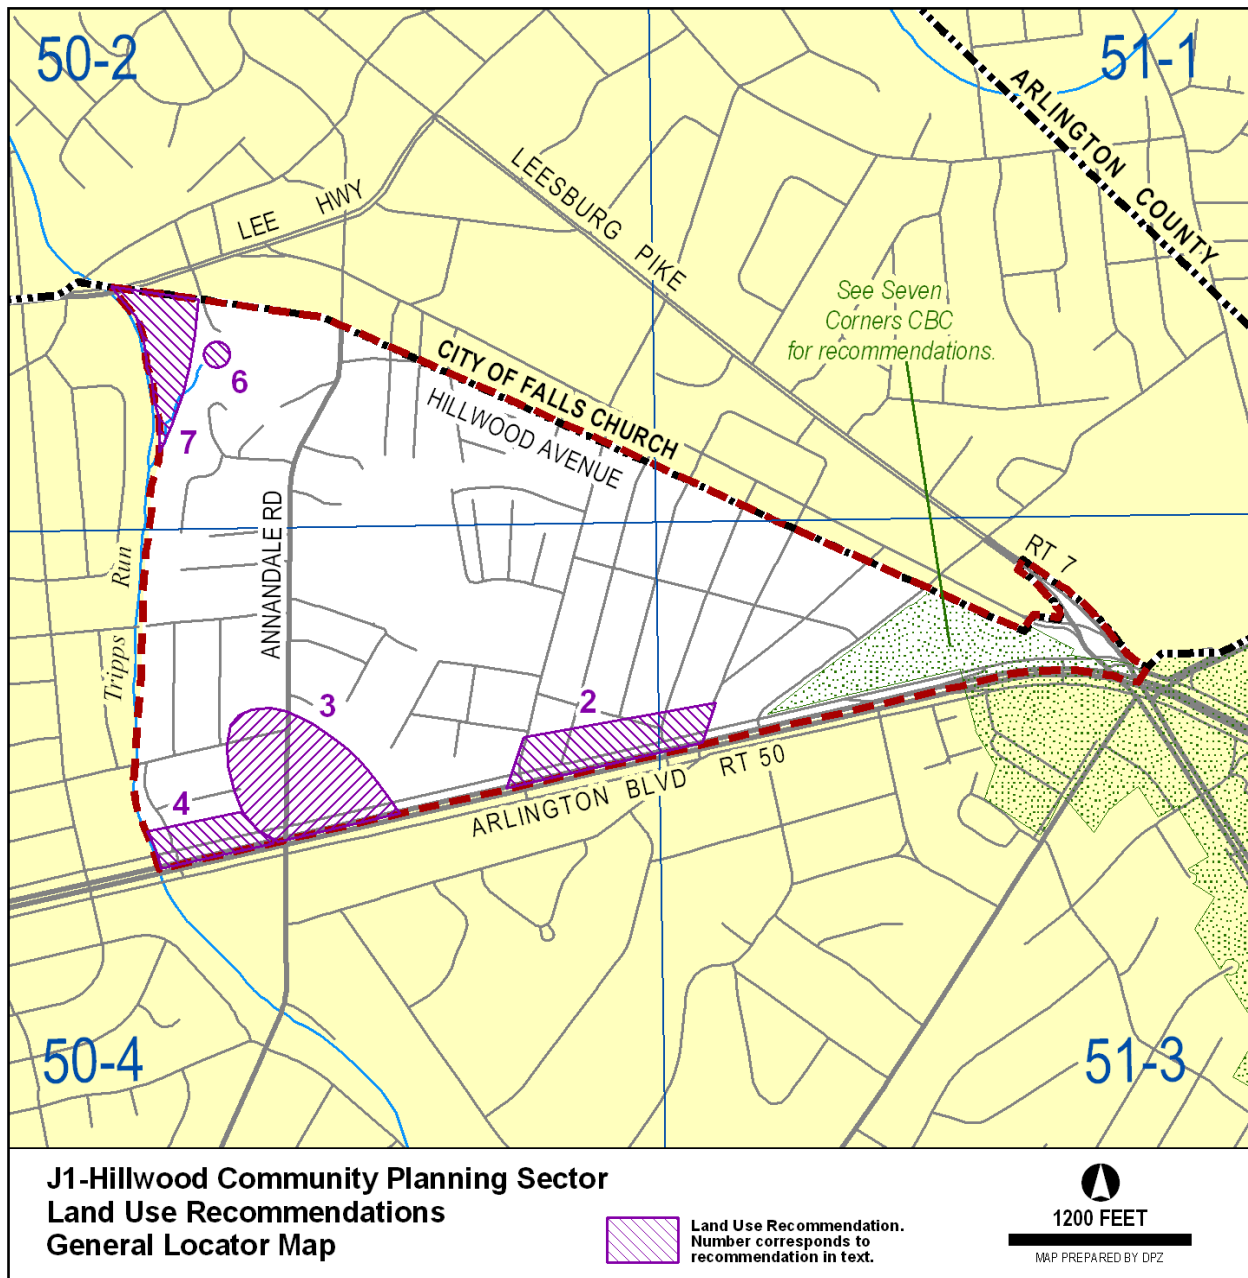 50-2
51-1
ARLINGTON COUNTY
LEESBURG PIKE
LEE HWY
See Seven
Corners CBC
for recommendations.
CITY OF FALLS CHURCH
HILLWOOD AVENUE
6
7
ANNANDALE RD
RT 7
Tripps Run
3
2
4
ARLINGTON BLVD RT 50
50-4
51-3
J1-Hillwood Community Planning Sector
Land Use Recommendations
General Locator Map
Land Use Recommendation.
Number corresponds to
recommendation in text.
1200 FEET
MAP PREPARED BY DPZ